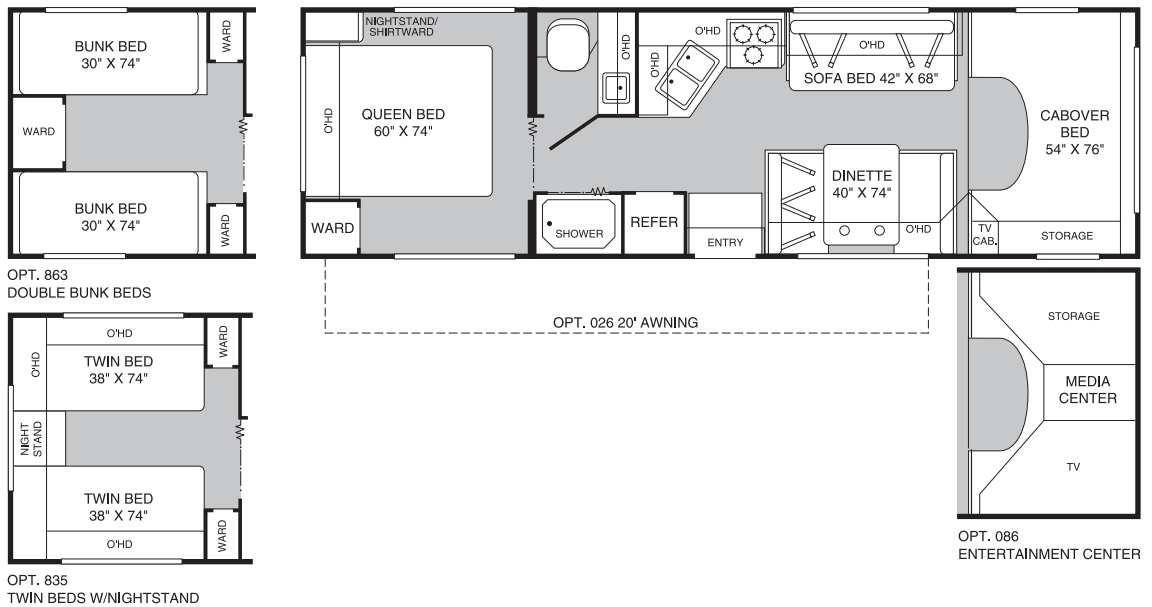 BUNK BED
30" X 74"
WARD
WARD
BUNK BED
30" X 74"
WARD
OPT. 863
DOUBLE BUNK BEDS
O'HD
O'HD
TWIN BED
38" X 74"
WARD
NIGHT
STAND
TWIN BED
38" X 74"
O'HD
WARD
OPT. 835
TWIN BEDS W/NIGHTSTAND
NIGHTSTAND/
SHIRTWARD
O'HD
QUEEN BED
60" X 74"
WARD
O'HD
O'HD
O'HD
O'HD
SOFA BED 42" X 68"
CABOVER
BED
54" X 76"
DINETTE
40" X 74"
O'HD
SHOWER
REFER
ENTRY
TV
CAB.
STORAGE
OPT. 026 20' AWNING
STORAGE
MEDIA
CENTER
TV
OPT. 086
ENTERTAINMENT CENTER